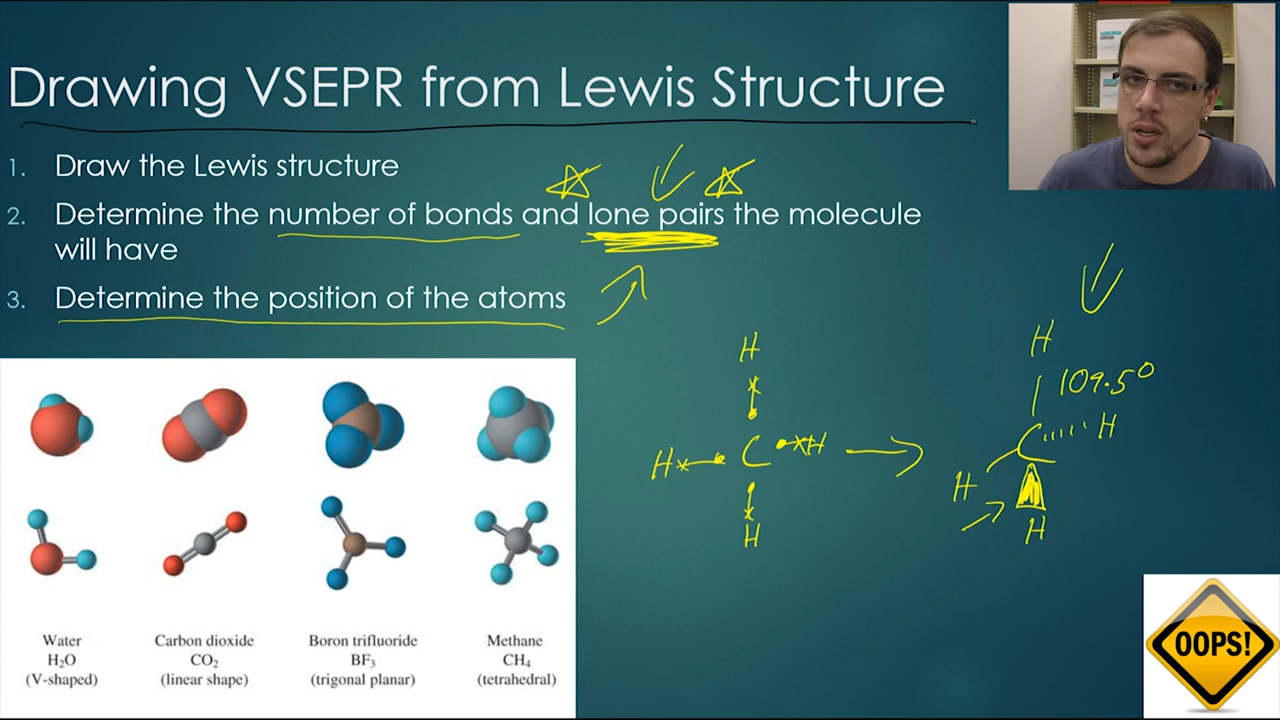 Drawing VSEPR from Lewis Structure
1. Draw the Lewis structure
2. Determine the number of bonds and lone pairs the molecule
will have
3. Determine the position of the atoms
H
H
109.5°
C H
H C H
H
H
H
Water
H₂O
(V-shaped)
Carbon dioxide
CO₂
(linear shape)
Boron trifluoride
BF₃
(trigonal planar)
Methane
CH₄
(tetrahedral)
OOPS!